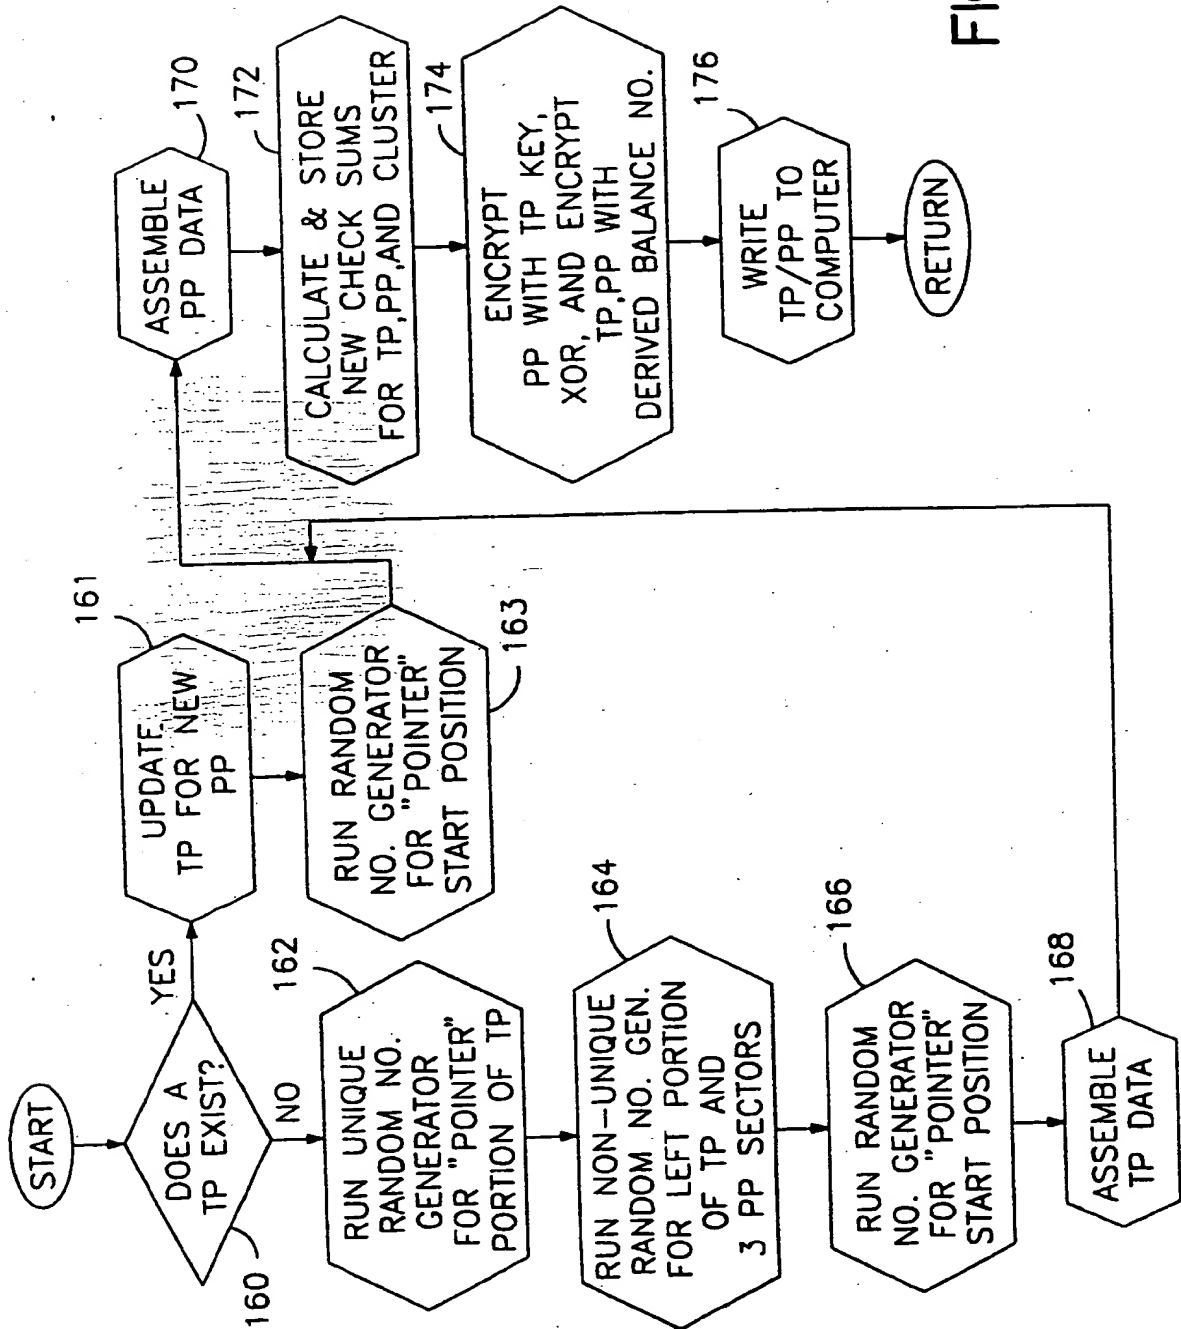 START
DOES A
TP EXIST?
160
YES
NO
UPDATE
TP FOR NEW
PP
161
RUN RANDOM
NO. GENERATOR
FOR "POINTER"
START POSITION
163
RUN UNIQUE
RANDOM NO.
GENERATOR
FOR "POINTER"
PORTION OF TP
162
RUN NON-UNIQUE
RANDOM NO. GEN.
FOR LEFT PORTION
OF TP AND
3 PP SECTORS
164
RUN RANDOM
NO. GENERATOR
FOR "POINTER"
START POSITION
166
ASSEMBLE
TP DATA
168
ASSEMBLE
PP DATA
170
CALCULATE & STORE
NEW CHECK SUMS
FOR TP,PP,AND CLUSTER
172
ENCRYPT
PP WITH TP KEY,
XOR, AND ENCRYPT
TP,PP WITH
DERIVED BALANCE NO.
174
WRITE
TP/PP TO
COMPUTER
176
RETURN